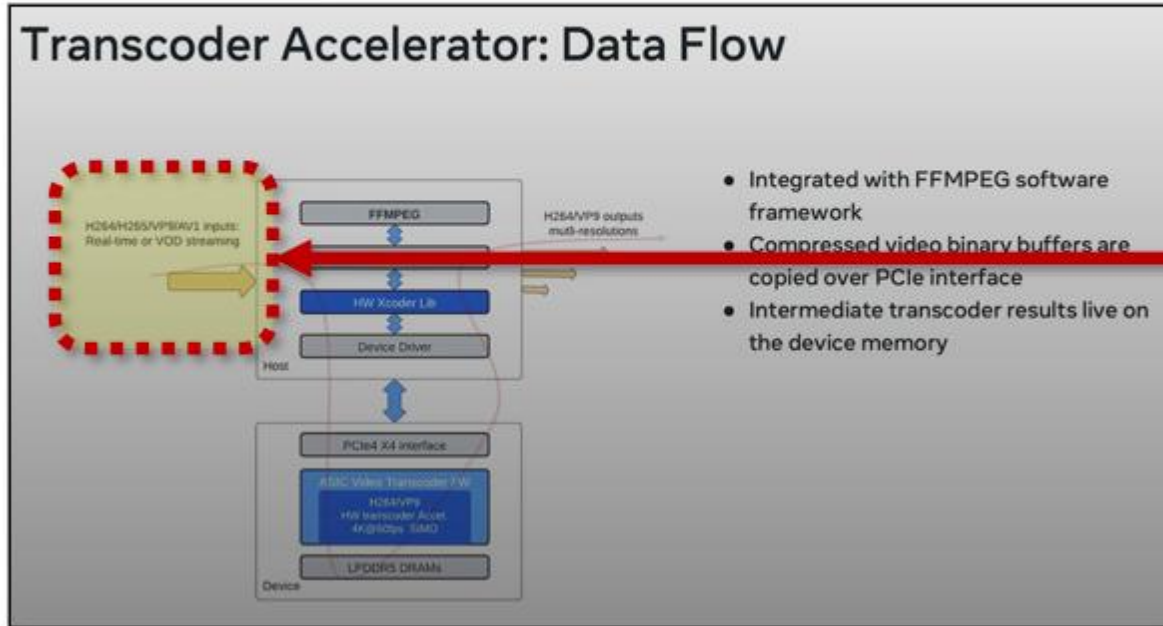 Transcoder Accelerator: Data Flow
H264/H265/VP9/AV1 inputs:
Real-time or VOD streaming
FFMPEG
HW Xcoder Lib
Device Driver
Host
H264/VP9 outputs
mutli-resolutions
PCIe4 X4 interface
ASIC Video Transcoder FW
H264/VP9
HW transcoder Accel.
4K@60fps SIMO
LPDDR5 DRAMs
Device
● Integrated with FFMPEG software
framework
● Compressed video binary buffers are
copied over PCIe interface
● Intermediate transcoder results live on
the device memory